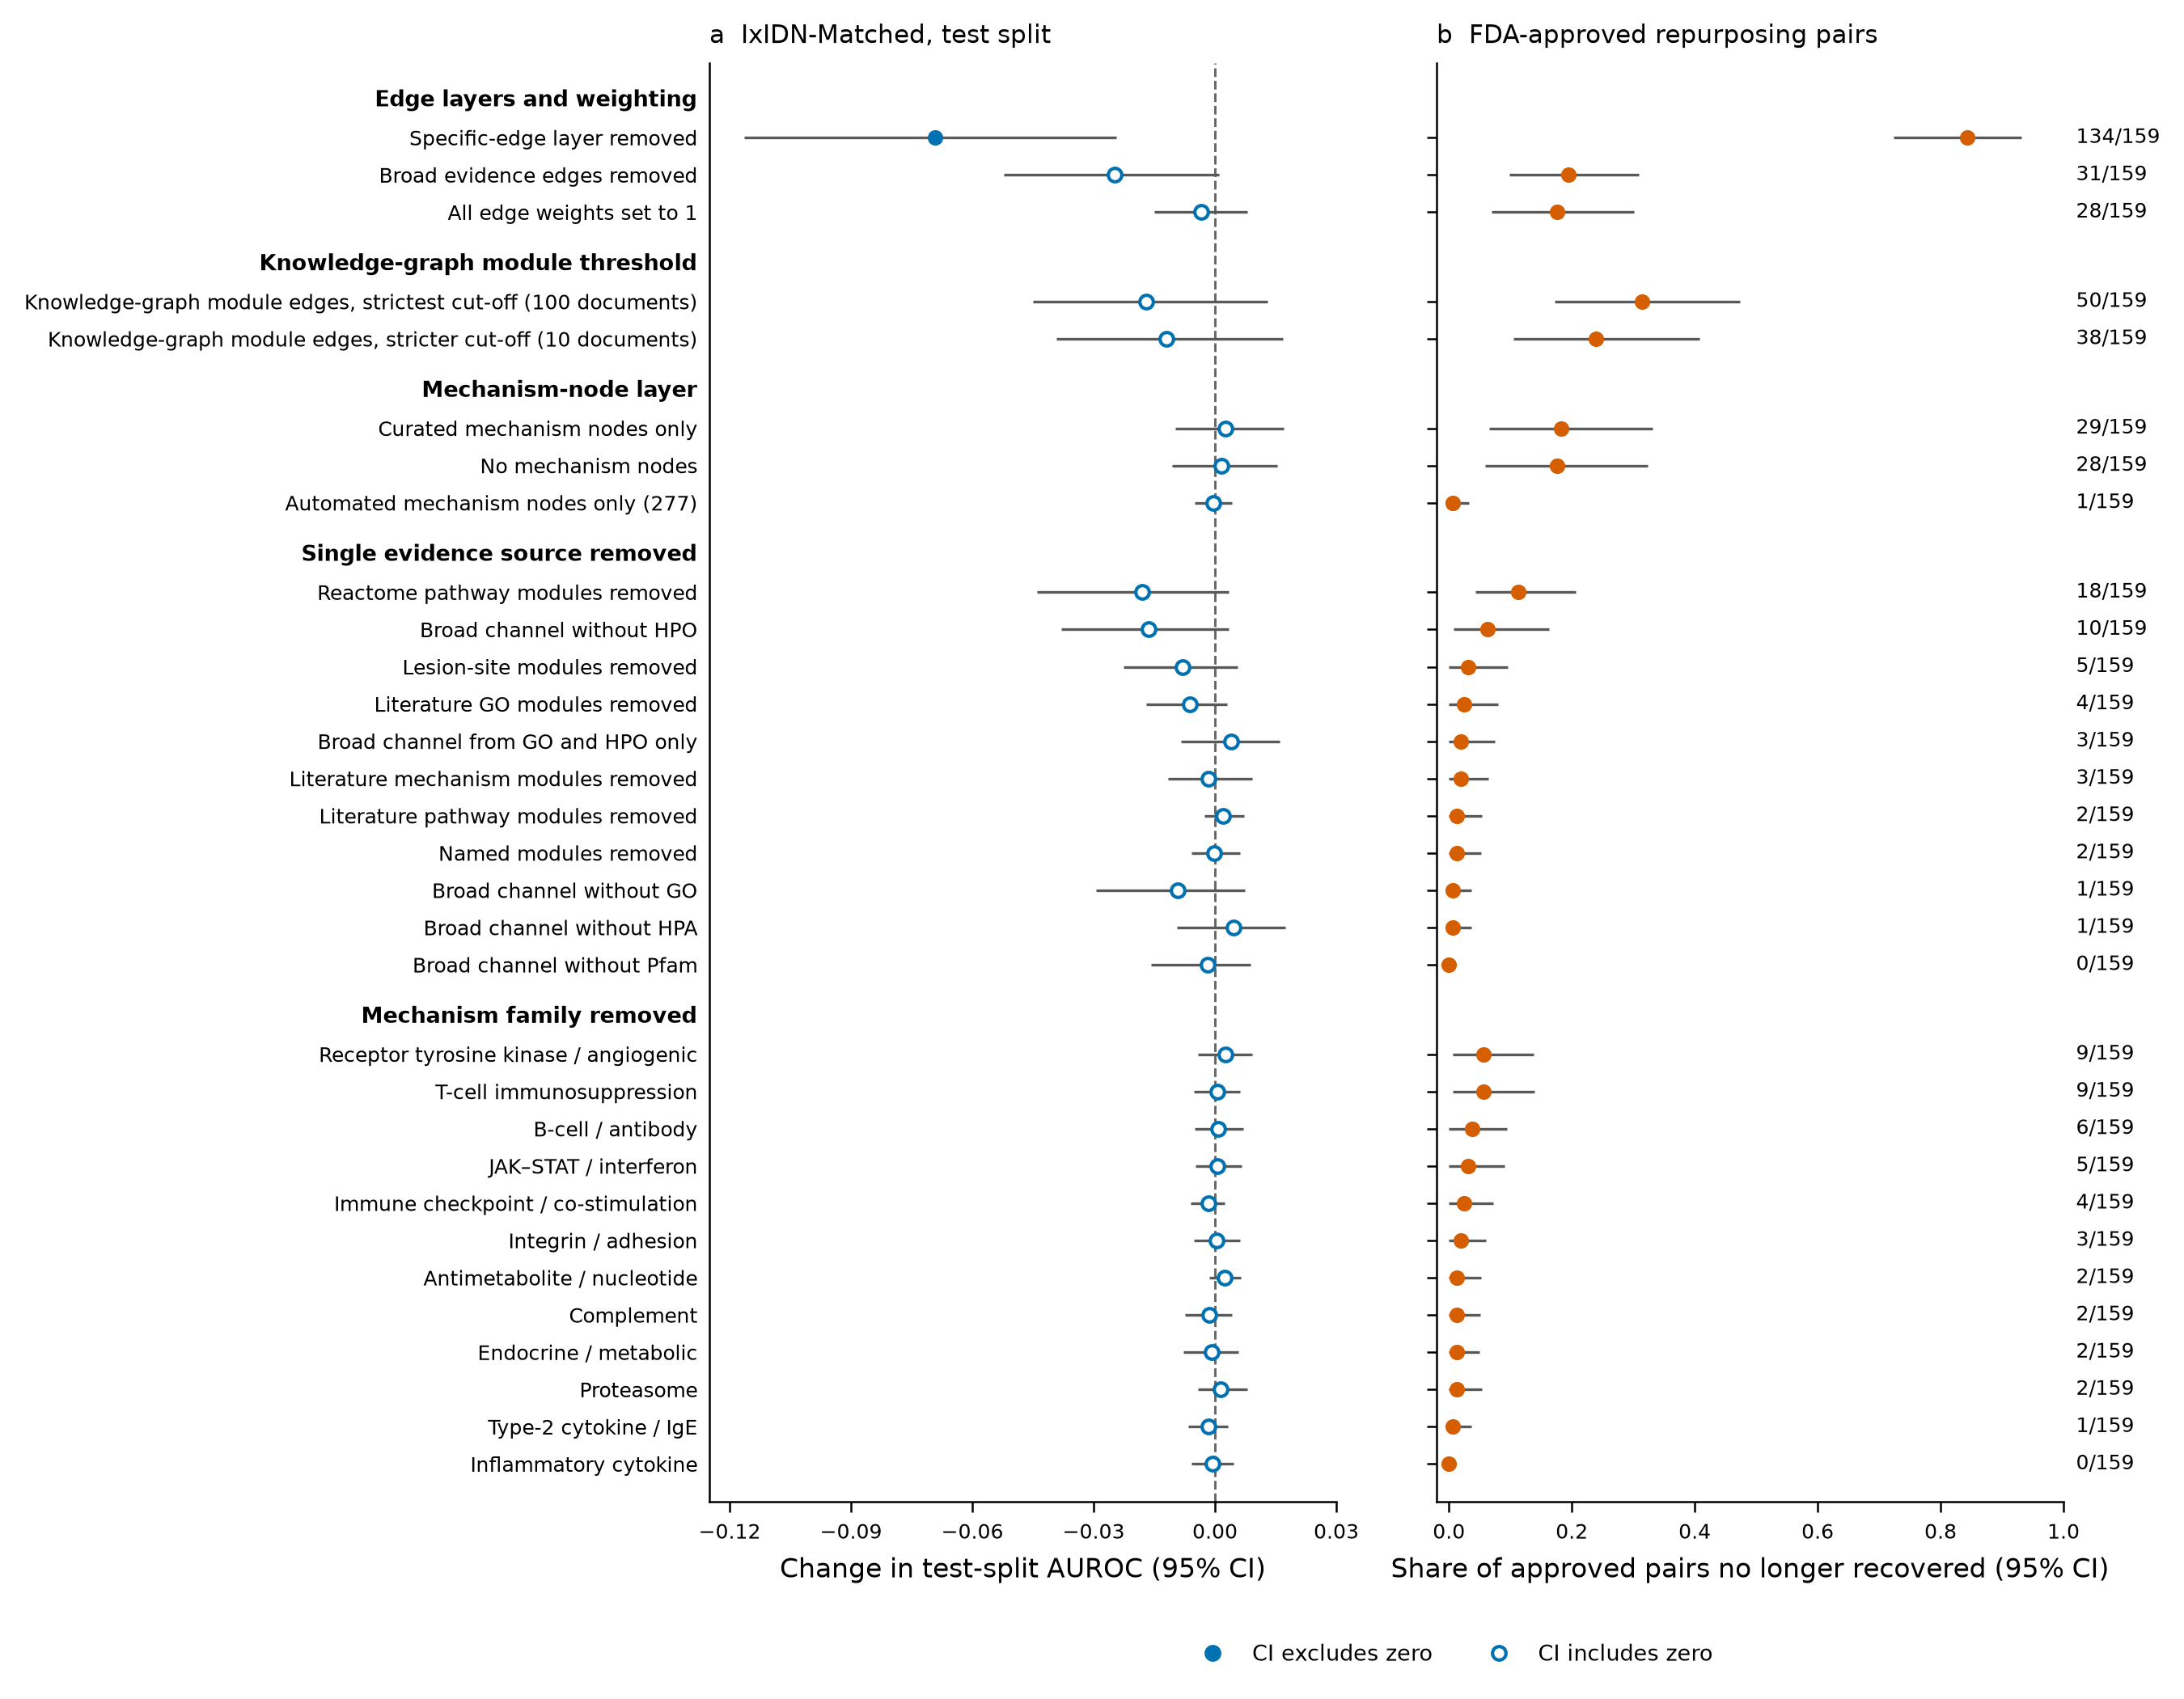 a  IxIDN-Matched, test split
b  FDA-approved repurposing pairs
Edge layers and weighting
Specific-edge layer removed
134/159
Broad evidence edges removed
31/159
All edge weights set to 1
28/159
Knowledge-graph module threshold
Knowledge-graph module edges, strictest cut-off (100 documents)
50/159
Knowledge-graph module edges, stricter cut-off (10 documents)
38/159
Mechanism-node layer
Curated mechanism nodes only
29/159
No mechanism nodes
28/159
Automated mechanism nodes only (277)
1/159
Single evidence source removed
Reactome pathway modules removed
18/159
Broad channel without HPO
10/159
Lesion-site modules removed
5/159
Literature GO modules removed
4/159
Broad channel from GO and HPO only
3/159
Literature mechanism modules removed
3/159
Literature pathway modules removed
2/159
Named modules removed
2/159
Broad channel without GO
1/159
Broad channel without HPA
1/159
Broad channel without Pfam
0/159
Mechanism family removed
Receptor tyrosine kinase / angiogenic
9/159
T-cell immunosuppression
9/159
B-cell / antibody
6/159
JAK–STAT / interferon
5/159
Immune checkpoint / co-stimulation
4/159
Integrin / adhesion
3/159
Antimetabolite / nucleotide
2/159
Complement
2/159
Endocrine / metabolic
2/159
Proteasome
2/159
Type-2 cytokine / IgE
1/159
Inflammatory cytokine
0/159
−0.12 −0.09 −0.06 −0.03 0.00 0.03
0.0 0.2 0.4 0.6 0.8 1.0
Change in test-split AUROC (95% CI)
Share of approved pairs no longer recovered (95% CI)
CI excludes zero
CI includes zero